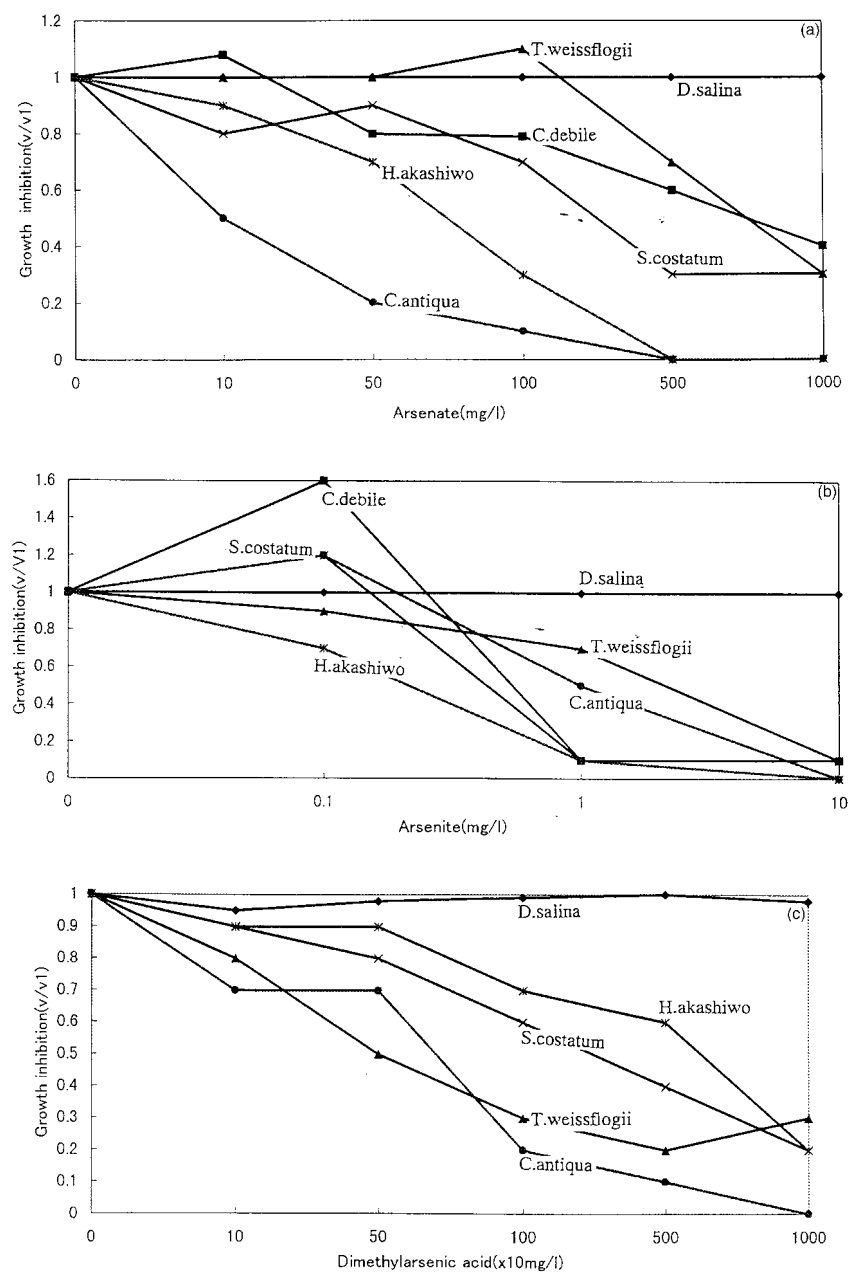 (a)
1.2
1
0.8
0.6
0.4
0.2
0
Growth inhibition(v/v1)
T.weissflogii
D.salina
C.debile
H.akashiwo
S.costatum
C.antiqua
0 10 50 100 500 1000
Arsenate(mg/l)
(b)
1.6
1.4
1.2
1
0.8
0.6
0.4
0.2
0
Growth inhibition(v/V1)
C.debile
S.costatum
D.salina
T.weissflogii
H.akashiwo
C.antiqua
0 0.1 1 10
Arsenite(mg/l)
(c)
1
0.9
0.8
0.7
0.6
0.5
0.4
0.3
0.2
0.1
0
Growth inhibition(v/v1)
D.salina
H.akashiwo
S.costatum
T.weissflogii
C.antiqua
0 10 50 100 500 1000
Dimethylarsenic acid(x10mg/l)